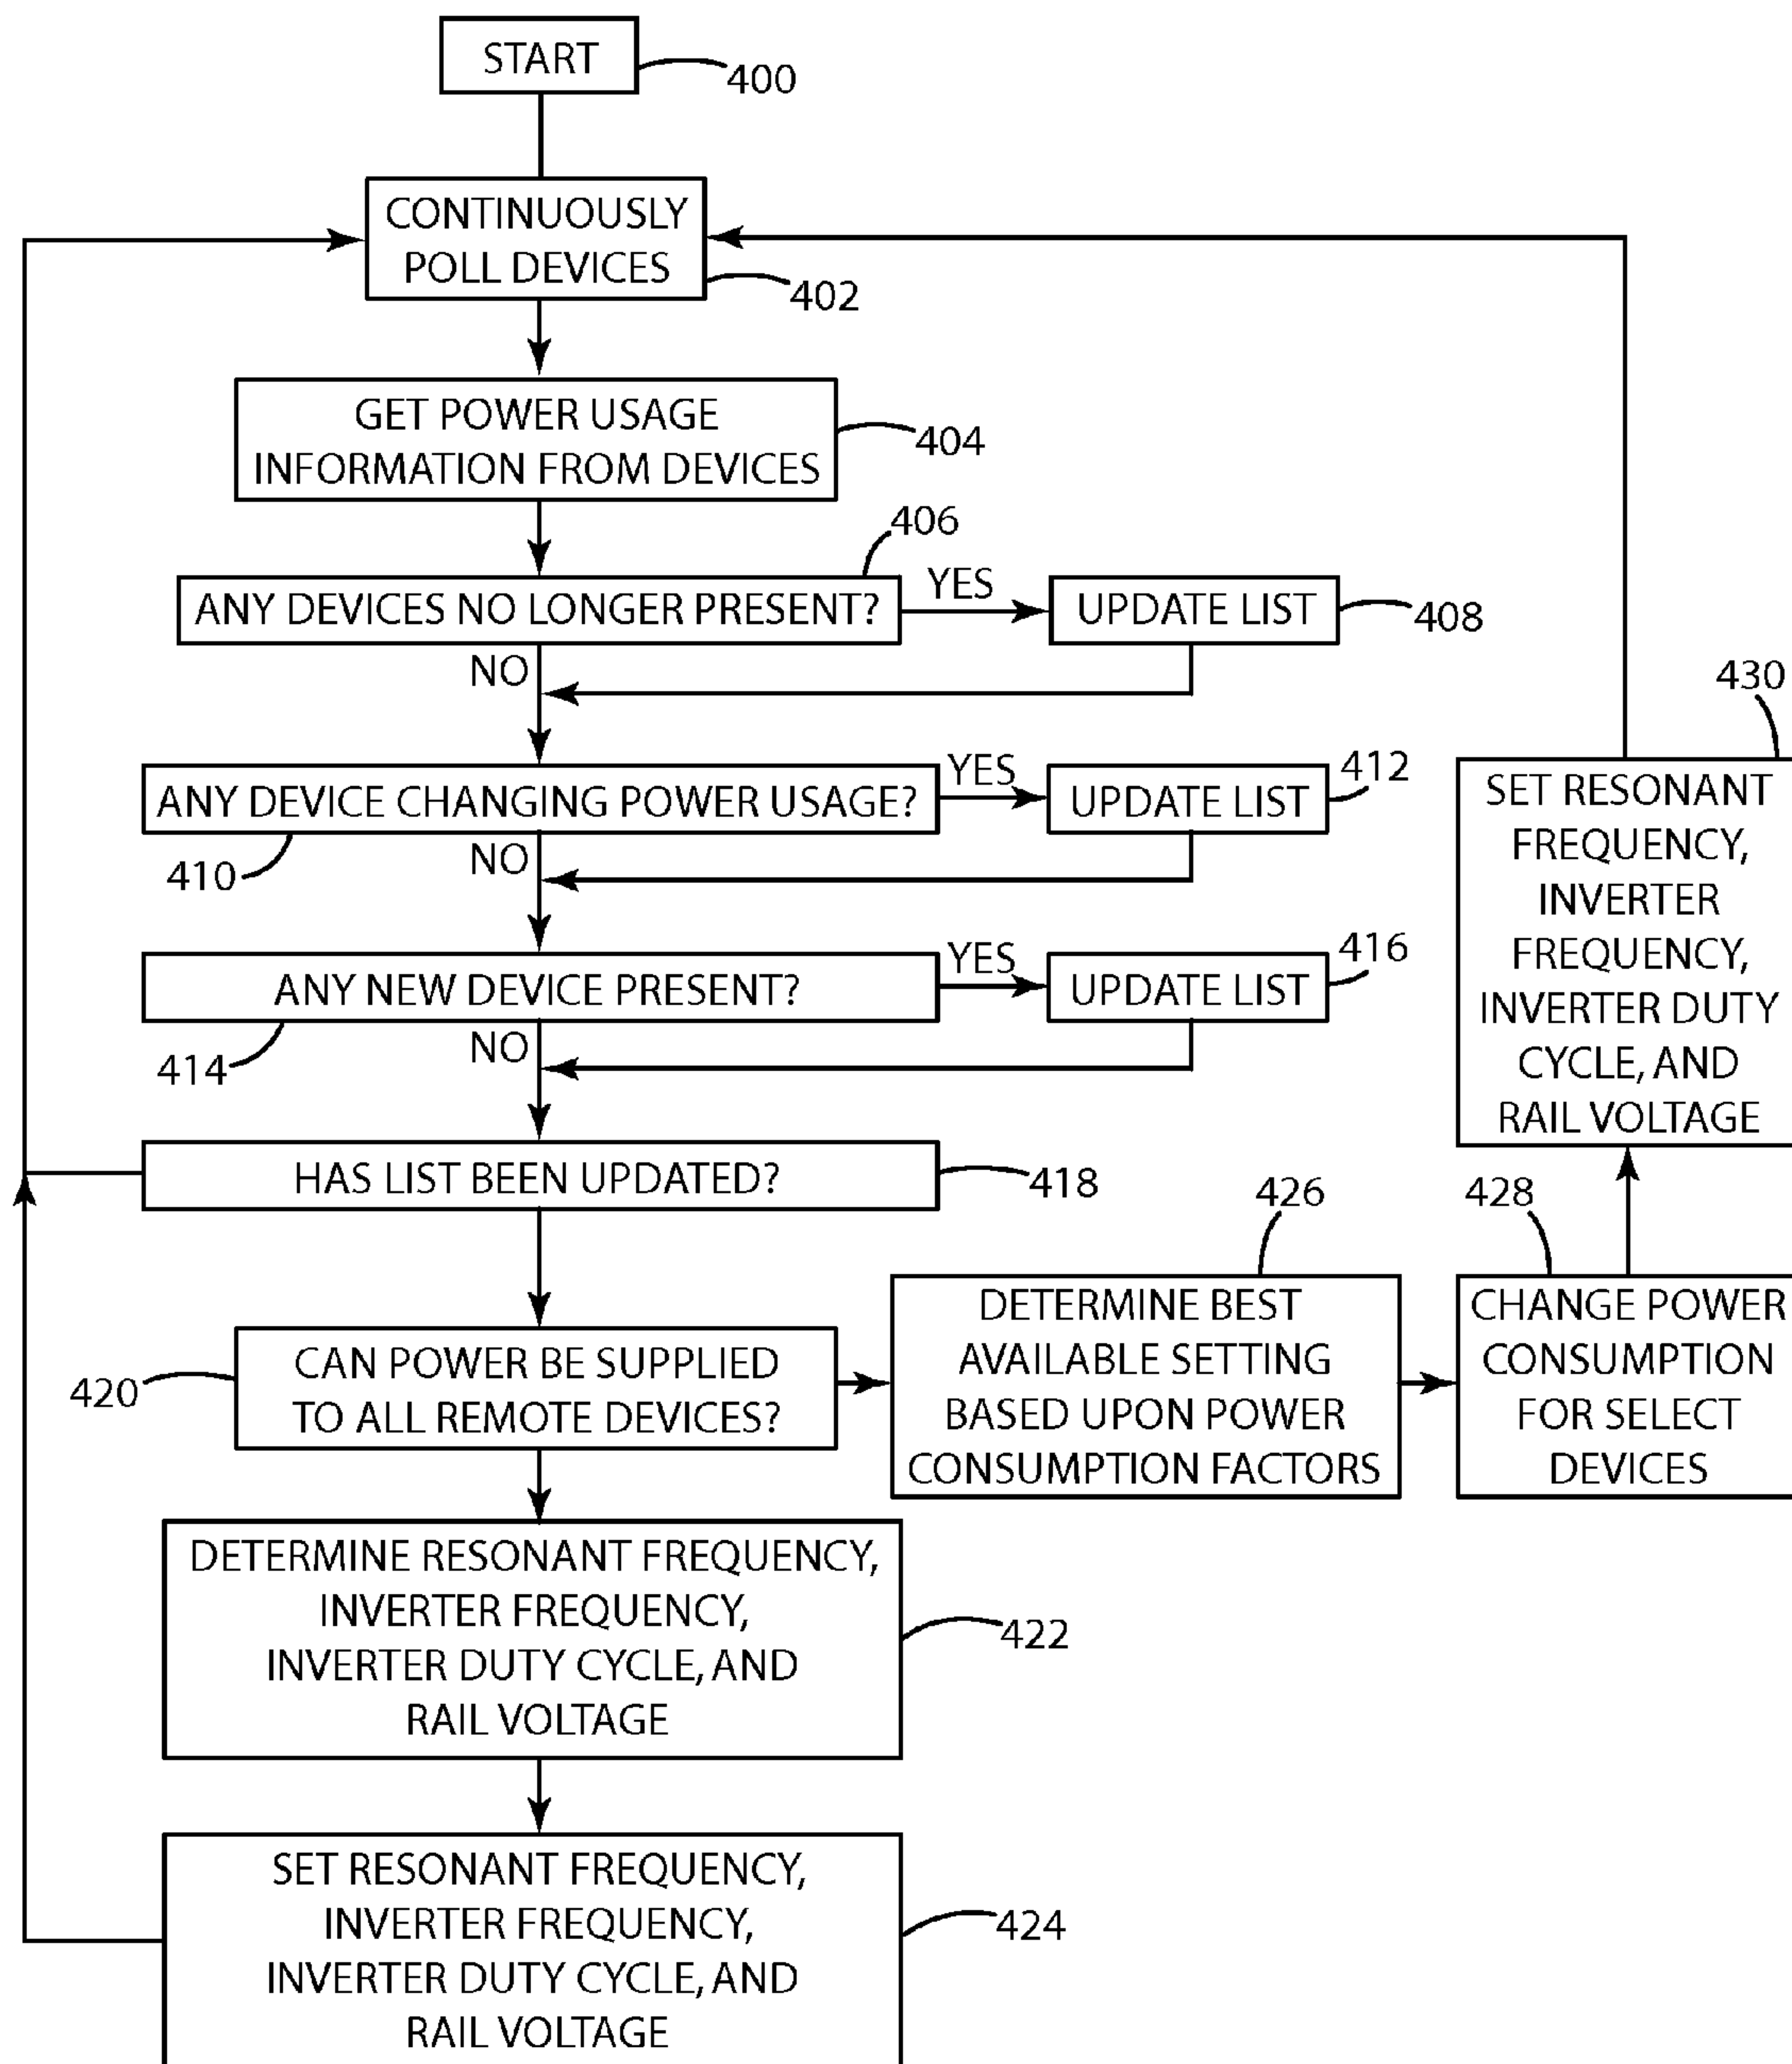 START
400
CONTINUOUSLY
POLL DEVICES
402
GET POWER USAGE
INFORMATION FROM DEVICES
404
406
ANY DEVICES NO LONGER PRESENT?
YES
UPDATE LIST
408
NO
ANY DEVICE CHANGING POWER USAGE?
YES
UPDATE LIST
412
410
NO
ANY NEW DEVICE PRESENT?
YES
UPDATE LIST
416
414
NO
HAS LIST BEEN UPDATED?
418
CAN POWER BE SUPPLIED
TO ALL REMOTE DEVICES?
420
426
DETERMINE BEST
AVAILABLE SETTING
BASED UPON POWER
CONSUMPTION FACTORS
428
CHANGE POWER
CONSUMPTION
FOR SELECT
DEVICES
430
SET RESONANT
FREQUENCY,
INVERTER
FREQUENCY,
INVERTER DUTY
CYCLE, AND
RAIL VOLTAGE
DETERMINE RESONANT FREQUENCY,
INVERTER FREQUENCY,
INVERTER DUTY CYCLE, AND
RAIL VOLTAGE
422
SET RESONANT FREQUENCY,
INVERTER FREQUENCY,
INVERTER DUTY CYCLE, AND
RAIL VOLTAGE
424